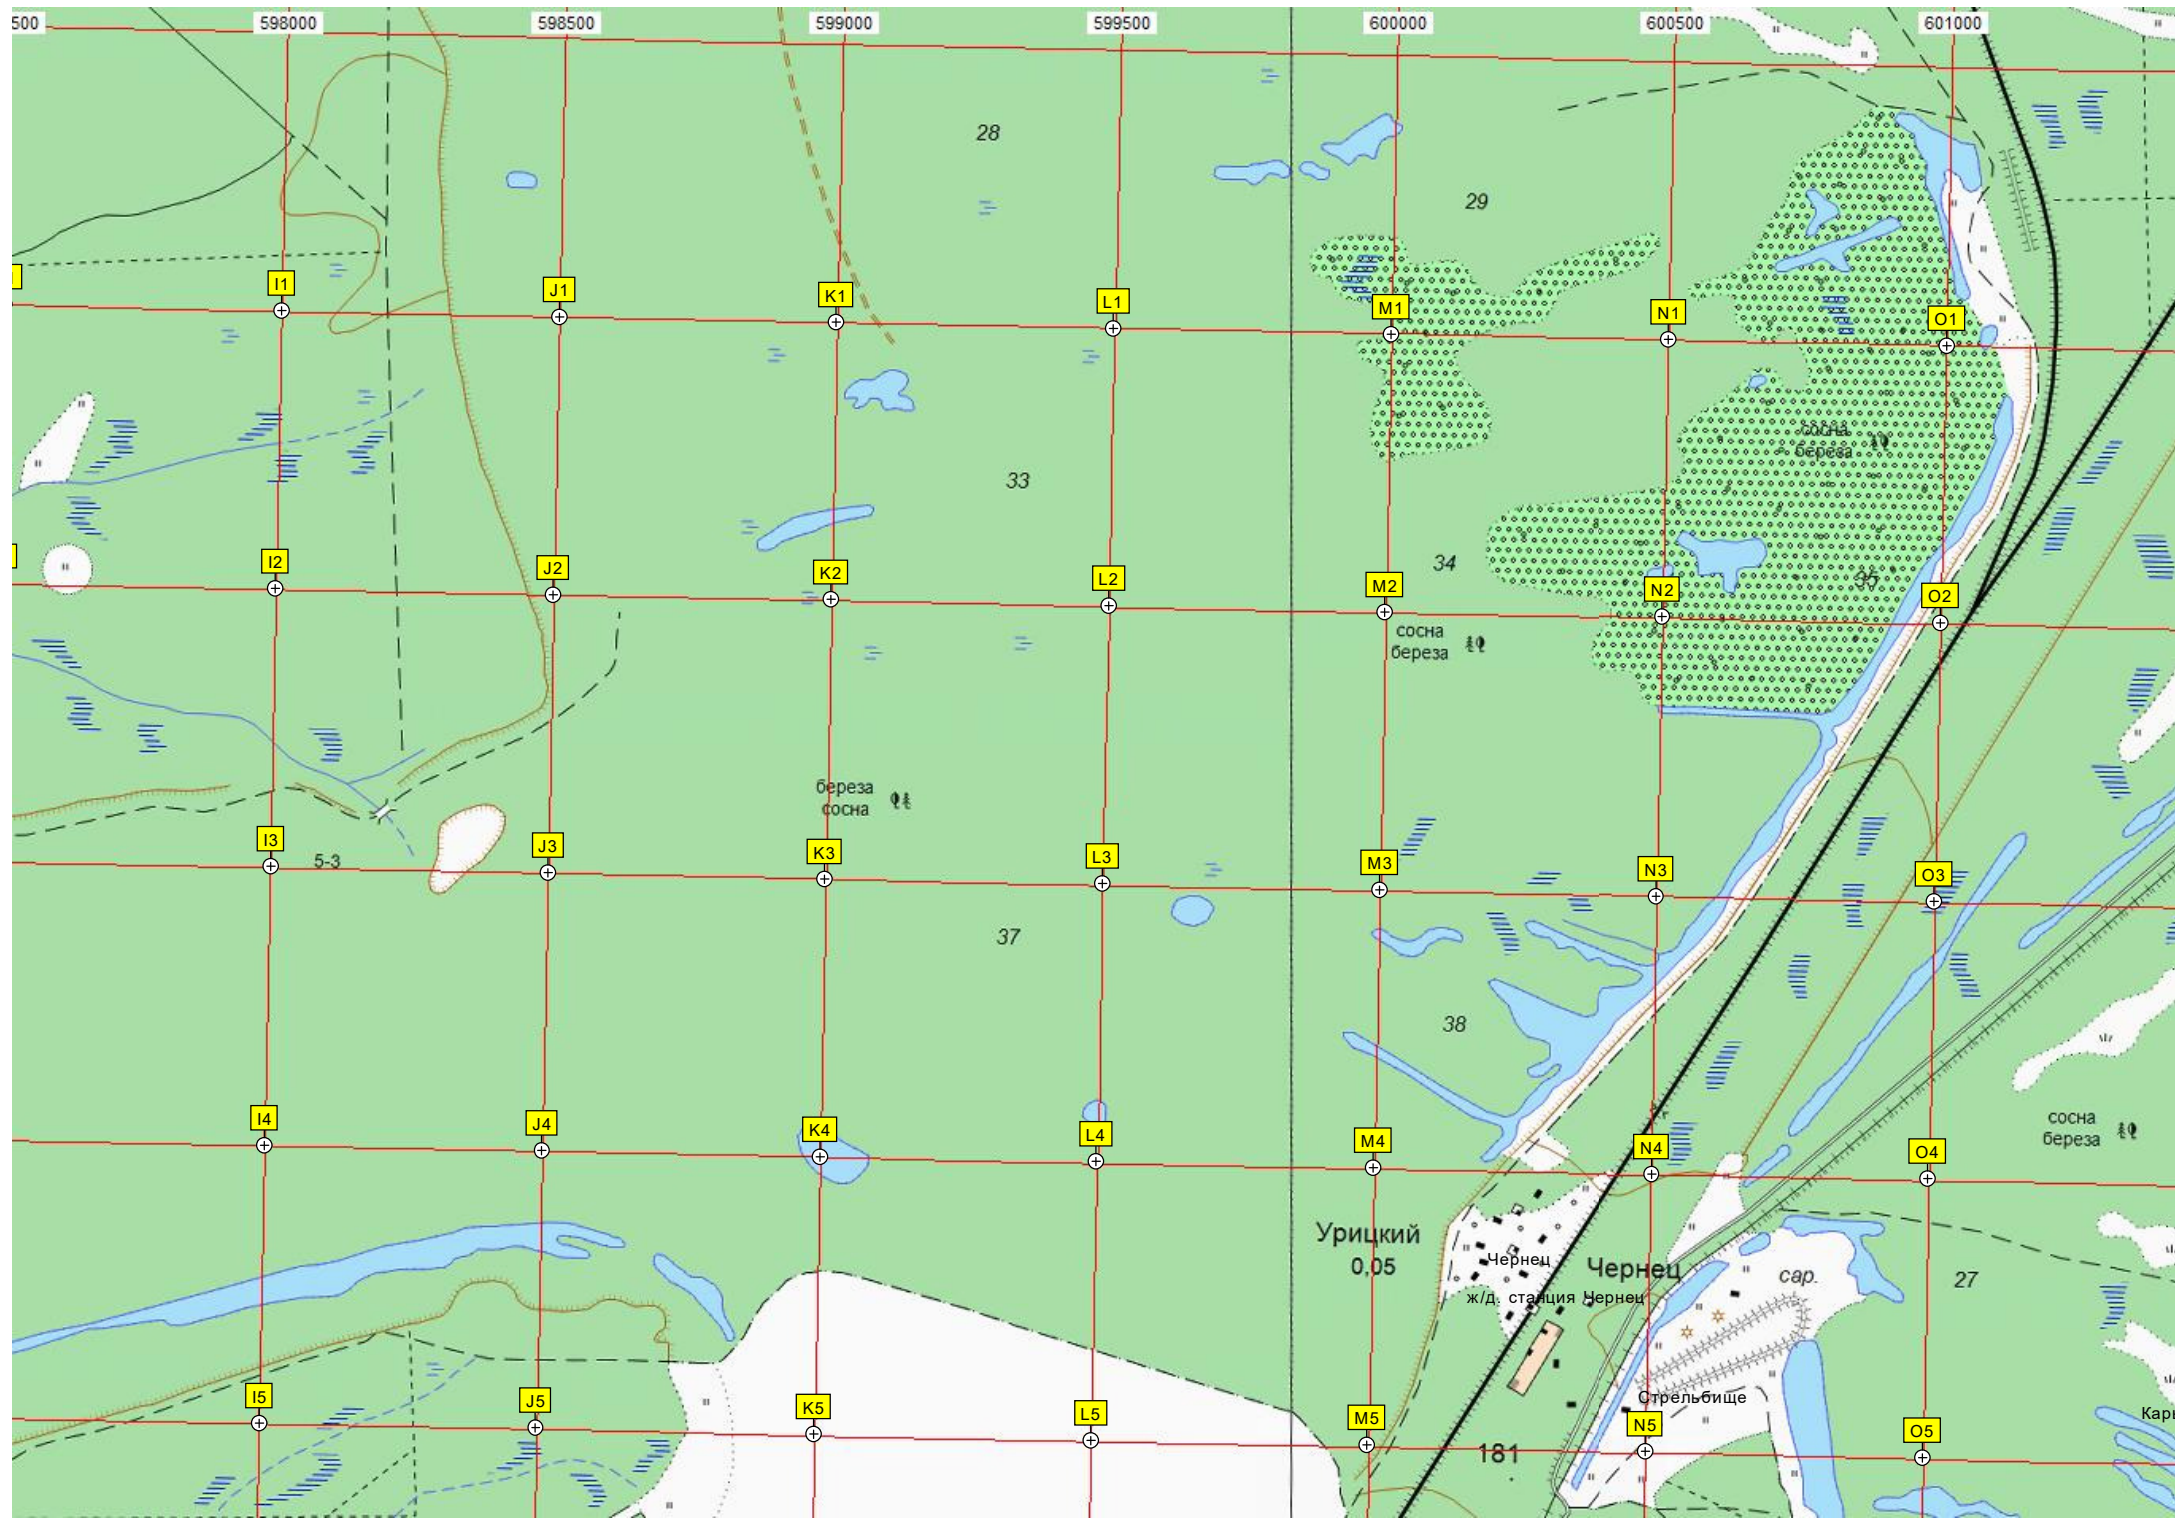 500 598000 598500 599000 599500 600000 600500 601000
28
29
I1 J1 K1 L1 M1 N1 O1
сосна
береза
33
34
35
I2 J2 K2 L2 M2 N2 O2
сосна
береза
береза
сосна
I3 J3 K3 L3 M3 N3 O3
5-3
37
38
I4 J4 K4 L4 M4 N4 O4
сосна
береза
Урицкий
0,05
Чернец
Чернец
ж/д. станция Чернец
сар.
27
Стрельбище
I5 J5 K5 L5 M5 N5 O5
181